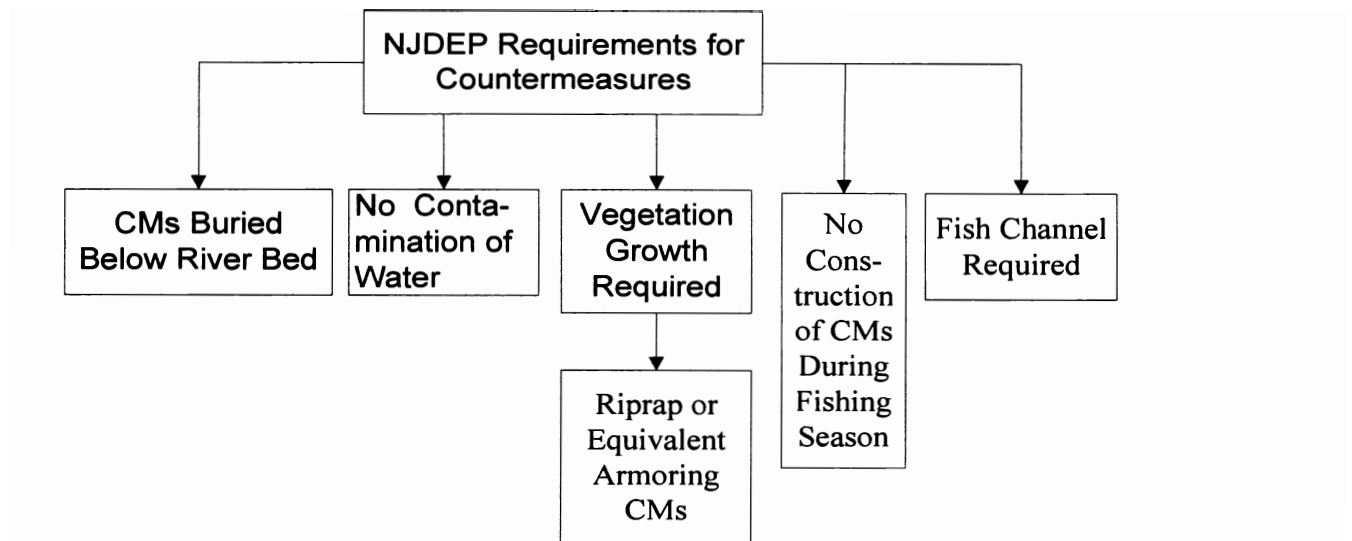 NJDEP Requirements for
Countermeasures
CMs Buried
Below River Bed
No Conta-
mination of
Water
Vegetation
Growth
Required
No
Cons-
truction
of CMs
During
Fishing
Season
Fish Channel
Required
Riprap or
Equivalent
Armoring
CMs